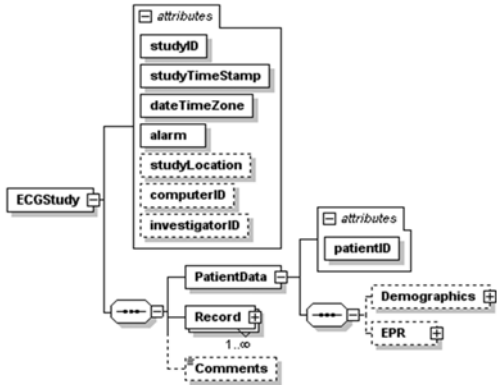 attributes
studyID
studyTimeStamp
dateTimeZone
alarm
studyLocation
computerID
investigatorID
ECGStudy
attributes
patientID
PatientData
Demographics
Record
1..∞
EPR
Comments